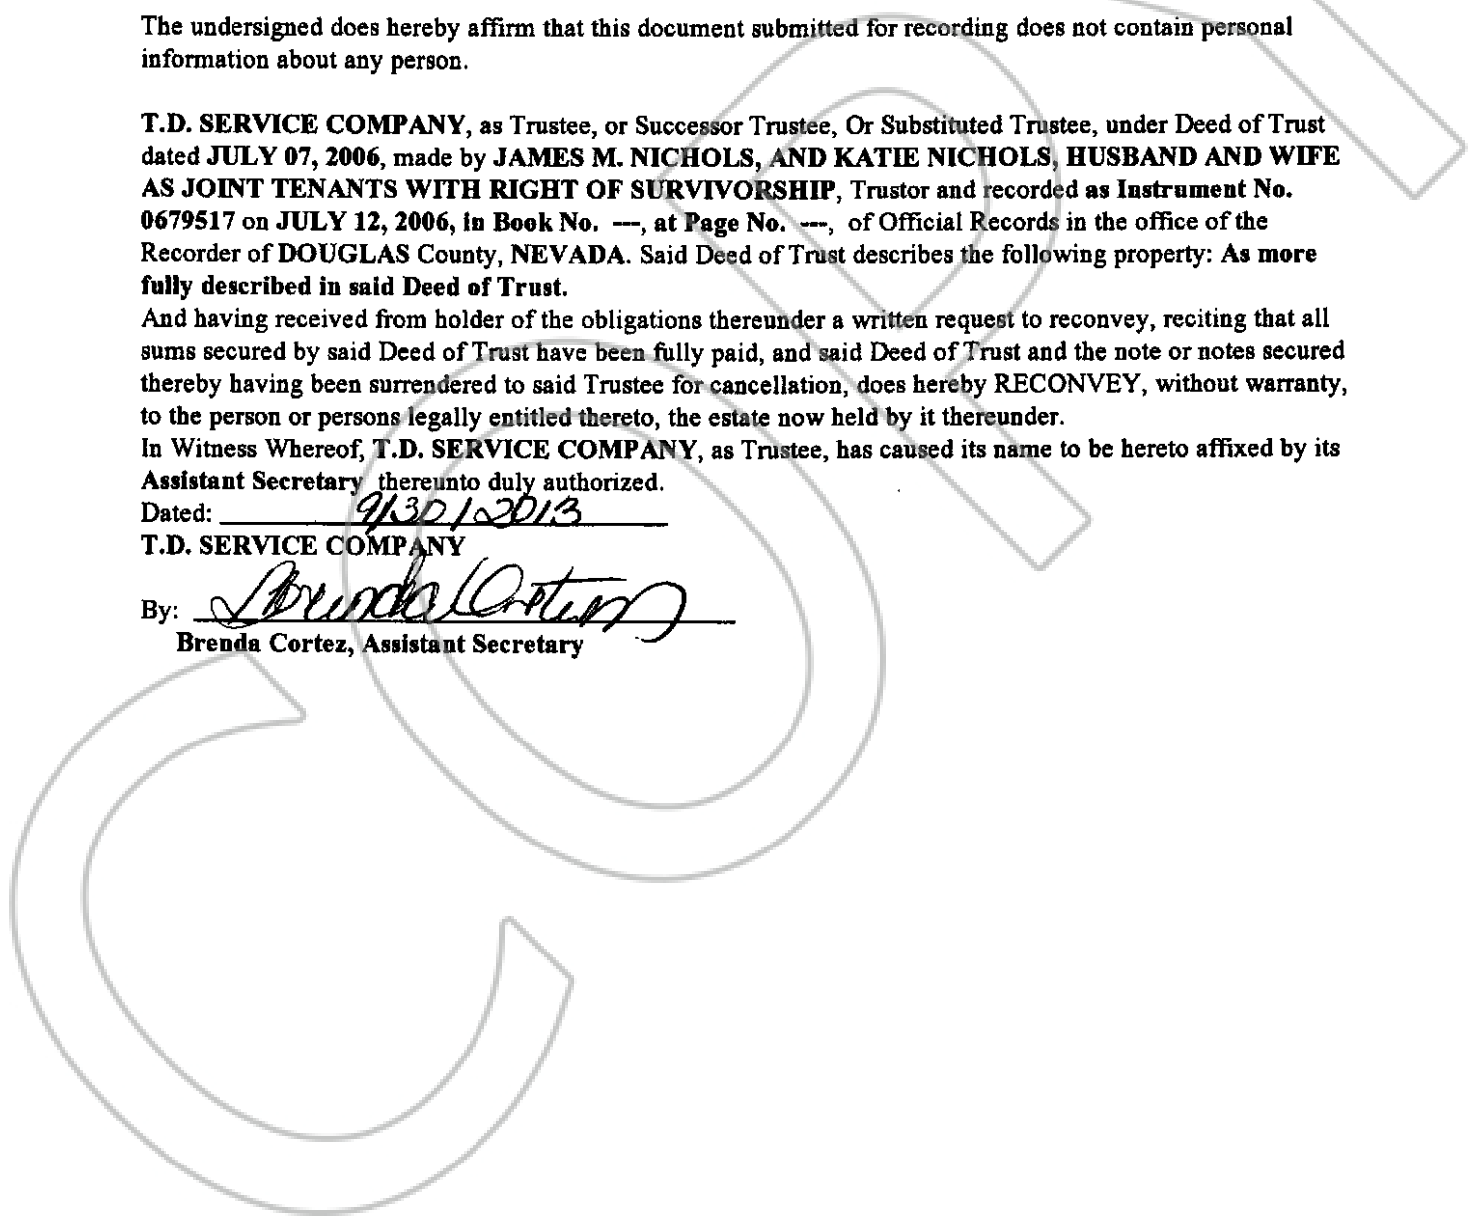 The undersigned does hereby affirm that this document submitted for recording does not contain personal
information about any person.
T.D. SERVICE COMPANY, as Trustee, or Successor Trustee, Or Substituted Trustee, under Deed of Trust
dated JULY 07, 2006, made by JAMES M. NICHOLS, AND KATIE NICHOLS, HUSBAND AND WIFE
AS JOINT TENANTS WITH RIGHT OF SURVIVORSHIP, Trustor and recorded as Instrument No.
0679517 on JULY 12, 2006, in Book No. ---, at Page No. ---, of Official Records in the office of the
Recorder of DOUGLAS County, NEVADA. Said Deed of Trust describes the following property: As more
fully described in said Deed of Trust.
And having received from holder of the obligations thereunder a written request to reconvey, reciting that all
sums secured by said Deed of Trust have been fully paid, and said Deed of Trust and the note or notes secured
thereby having been surrendered to said Trustee for cancellation, does hereby RECONVEY, without warranty,
to the person or persons legally entitled thereto, the estate now held by it thereunder.
In Witness Whereof, T.D. SERVICE COMPANY, as Trustee, has caused its name to be hereto affixed by its
Assistant Secretary thereunto duly authorized.
Dated: 9/30/2013
T.D. SERVICE COMPANY
By: Brenda Cortez
Brenda Cortez, Assistant Secretary
COPY